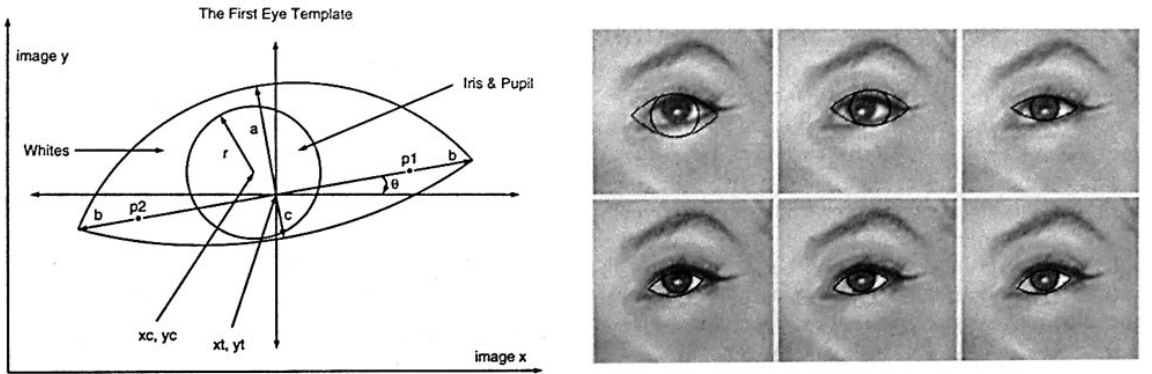 The First Eye Template
image y
Iris & Pupil
Whites
a
r
p1
b
θ
b
p2
c
xc, yc
xt, yt
image x